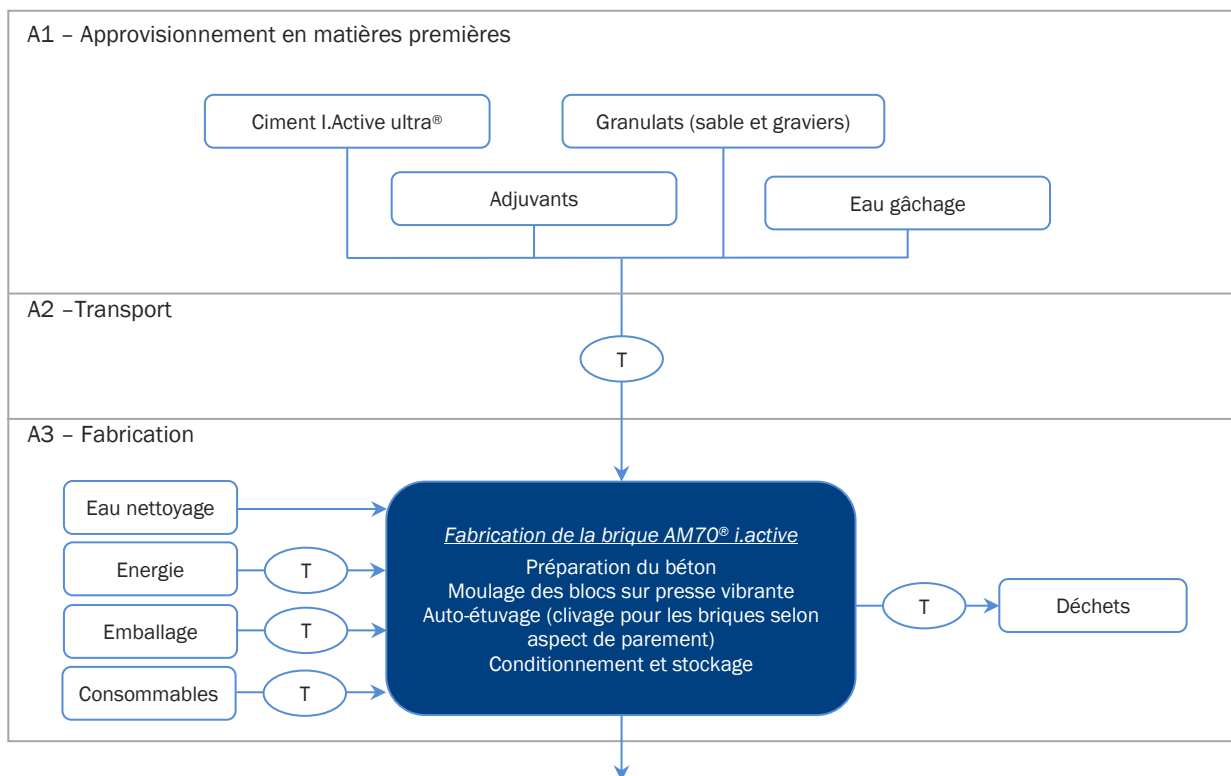 A1 – Approvisionnement en matières premières
Ciment I.Active ultra®
Granulats (sable et graviers)
Adjuvants
Eau gâchage
A2 –Transport
T
A3 – Fabrication
Eau nettoyage
Energie
T
Emballage
T
Consommables
T
Fabrication de la brique AM70® i.active
Préparation du béton
Moulage des blocs sur presse vibrante
Auto-étuvage (clivage pour les briques selon
aspect de parement)
Conditionnement et stockage
T
Déchets